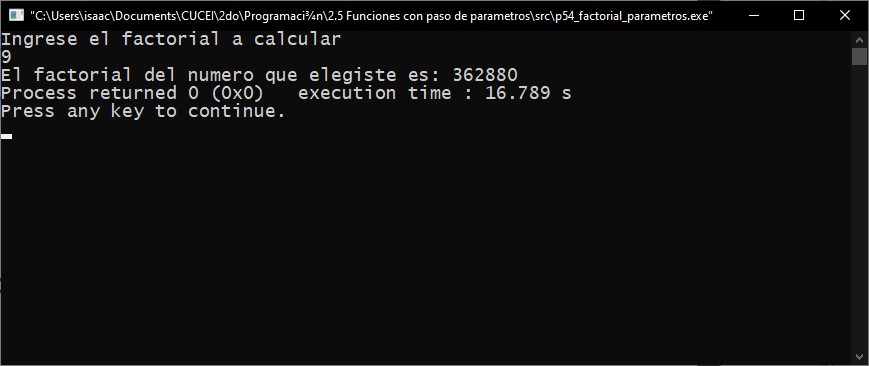 "C:\Users\isaac\Documents\CUCEI\2do\Programaci¾n\2.5 Funciones con paso de parametros\src\p54_factorial_parametros.exe"
Ingrese el factorial a calcular
9
El factorial del numero que elegiste es: 362880
Process returned 0 (0x0)   execution time : 16.789 s
Press any key to continue.